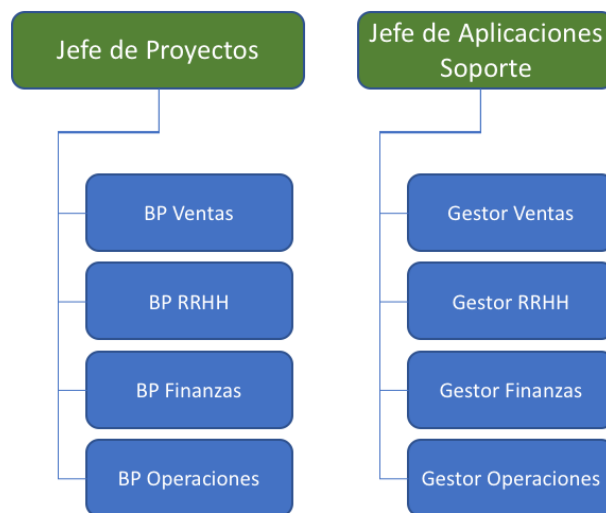 Jefe de Proyectos
Jefe de Aplicaciones
Soporte
BP Ventas
BP RRHH
BP Finanzas
BP Operaciones
Gestor Ventas
Gestor RRHH
Gestor Finanzas
Gestor Operaciones